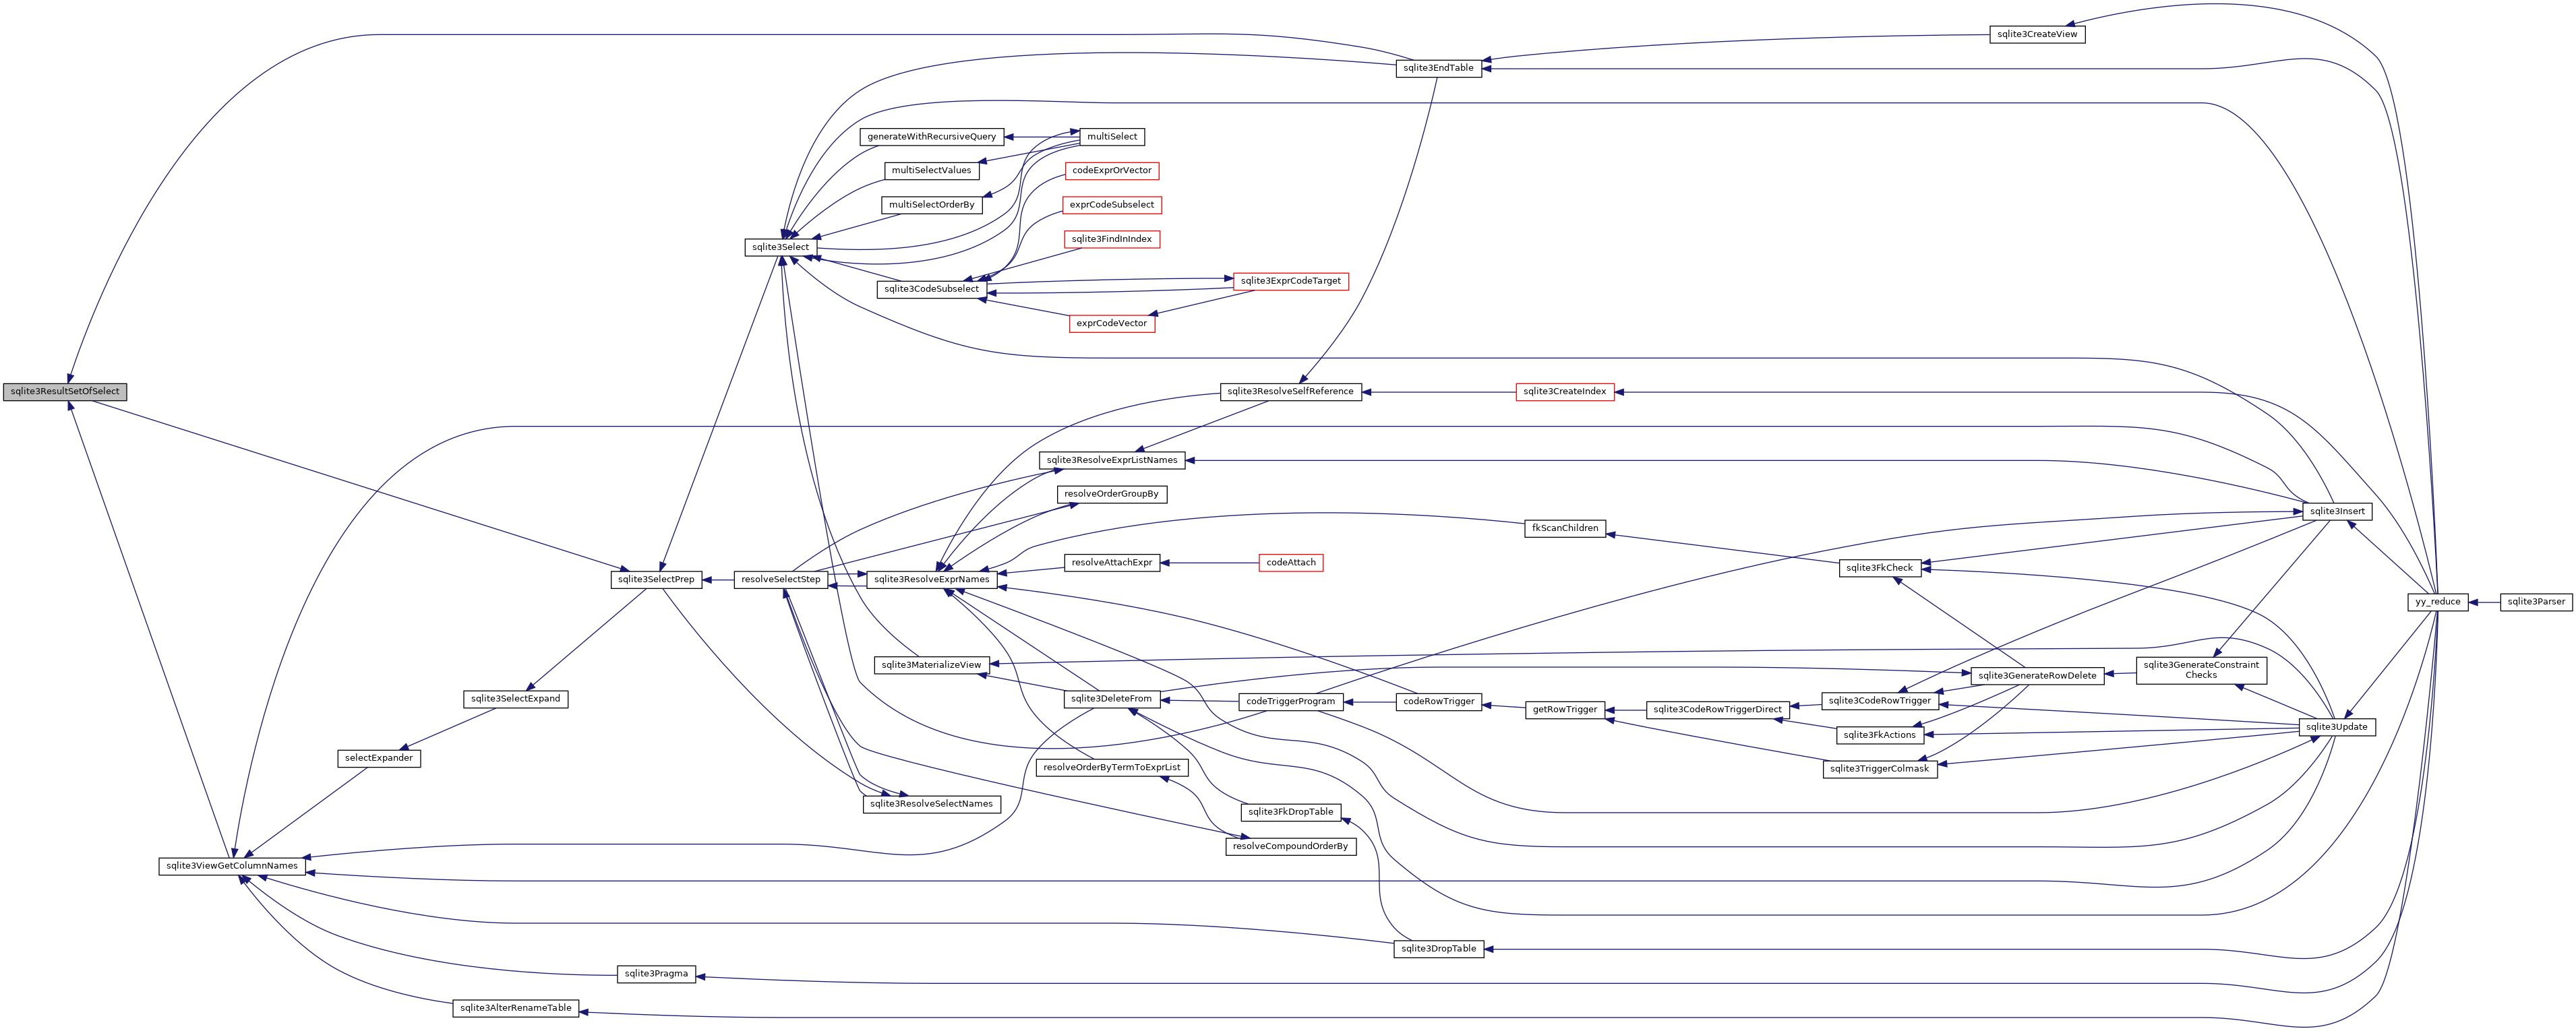 sqlite3CreateView
sqlite3EndTable
generateWithRecursiveQuery
multiSelect
multiSelectValues
codeExprOrVector
multiSelectOrderBy
exprCodeSubselect
sqlite3Select
sqlite3FindInIndex
sqlite3CodeSubselect
sqlite3ExprCodeTarget
exprCodeVector
sqlite3ResultSetOfSelect
sqlite3ResolveSelfReference
sqlite3CreateIndex
sqlite3ResolveExprListNames
resolveOrderGroupBy
sqlite3Insert
fkScanChildren
resolveAttachExpr
codeAttach
sqlite3FkCheck
sqlite3SelectPrep
resolveSelectStep
sqlite3ResolveExprNames
yy_reduce
sqlite3Parser
sqlite3MaterializeView
sqlite3GenerateConstraint
Checks
sqlite3GenerateRowDelete
sqlite3SelectExpand
sqlite3DeleteFrom
codeTriggerProgram
codeRowTrigger
getRowTrigger
sqlite3CodeRowTriggerDirect
sqlite3CodeRowTrigger
sqlite3Update
sqlite3FkActions
selectExpander
resolveOrderByTermToExprList
sqlite3TriggerColmask
sqlite3ResolveSelectNames
sqlite3FkDropTable
resolveCompoundOrderBy
sqlite3ViewGetColumnNames
sqlite3DropTable
sqlite3Pragma
sqlite3AlterRenameTable